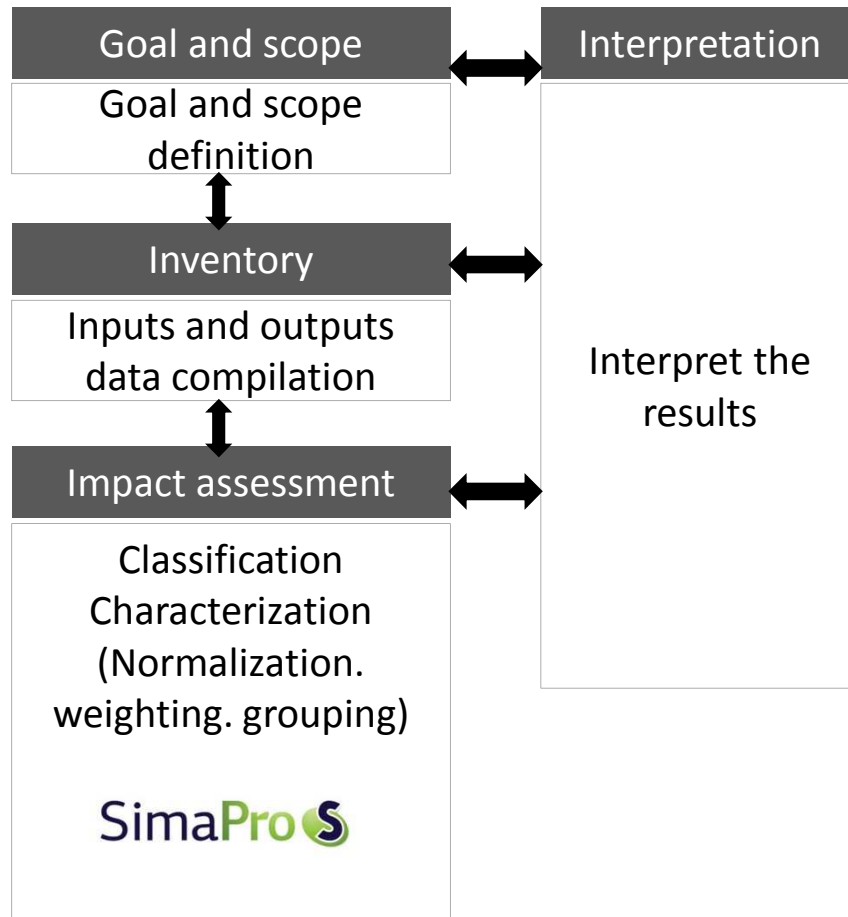 Goal and scope
Goal and scope
definition
Inventory
Inputs and outputs
data compilation
Impact assessment
Classification
Characterization
(Normalization.
weighting. grouping)
SimaPro S
Interpretation
Interpret the
results